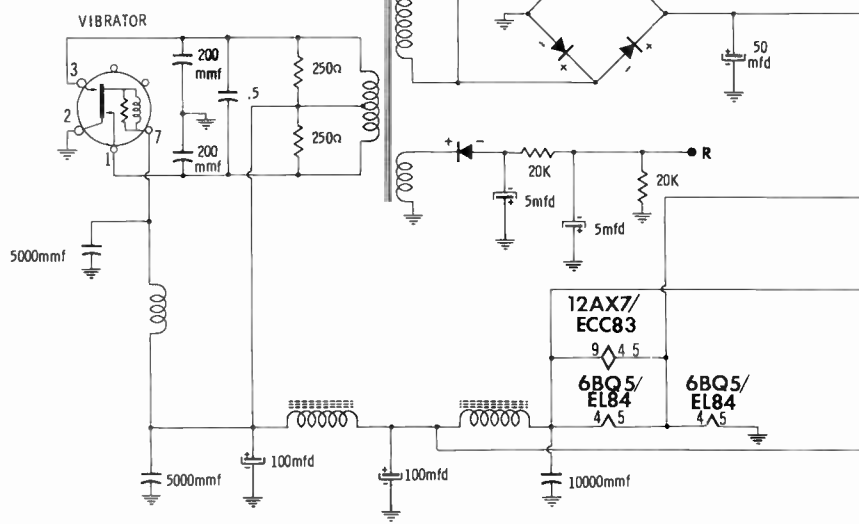 VIBRATOR
50
mfd
3
200
mmf
250Ω
.5
2
7
1
200
mmf
250Ω
+ -
R
20K
20K
5mfd
5mfd
5000mmf
12AX7/
ECC83
9 4 5
6BQ5/
EL84
4 5
6BQ5/
EL84
4 5
5000mmf
100mfd
100mfd
10000mmf